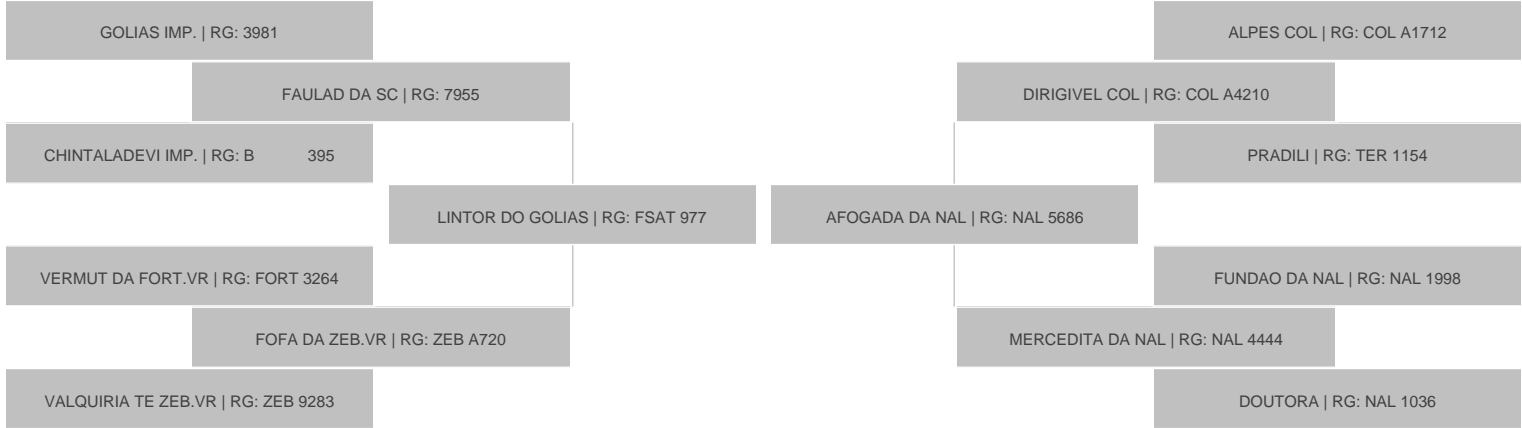 GOLIAS IMP. | RG: 3981
ALPES COL | RG: COL A1712
FAULAD DA SC | RG: 7955
DIRIGIVEL COL | RG: COL A4210
CHINTALADEVI IMP. | RG: B 395
PRADILI | RG: TER 1154
LINTOR DO GOLIAS | RG: FSAT 977
AFOGADA DA NAL | RG: NAL 5686
VERMUT DA FORT.VR | RG: FORT 3264
FUNDAO DA NAL | RG: NAL 1998
FOFA DA ZEB.VR | RG: ZEB A720
MERCEDITA DA NAL | RG: NAL 4444
VALQUIRIA TE ZEB.VR | RG: ZEB 9283
DOUTORA | RG: NAL 1036